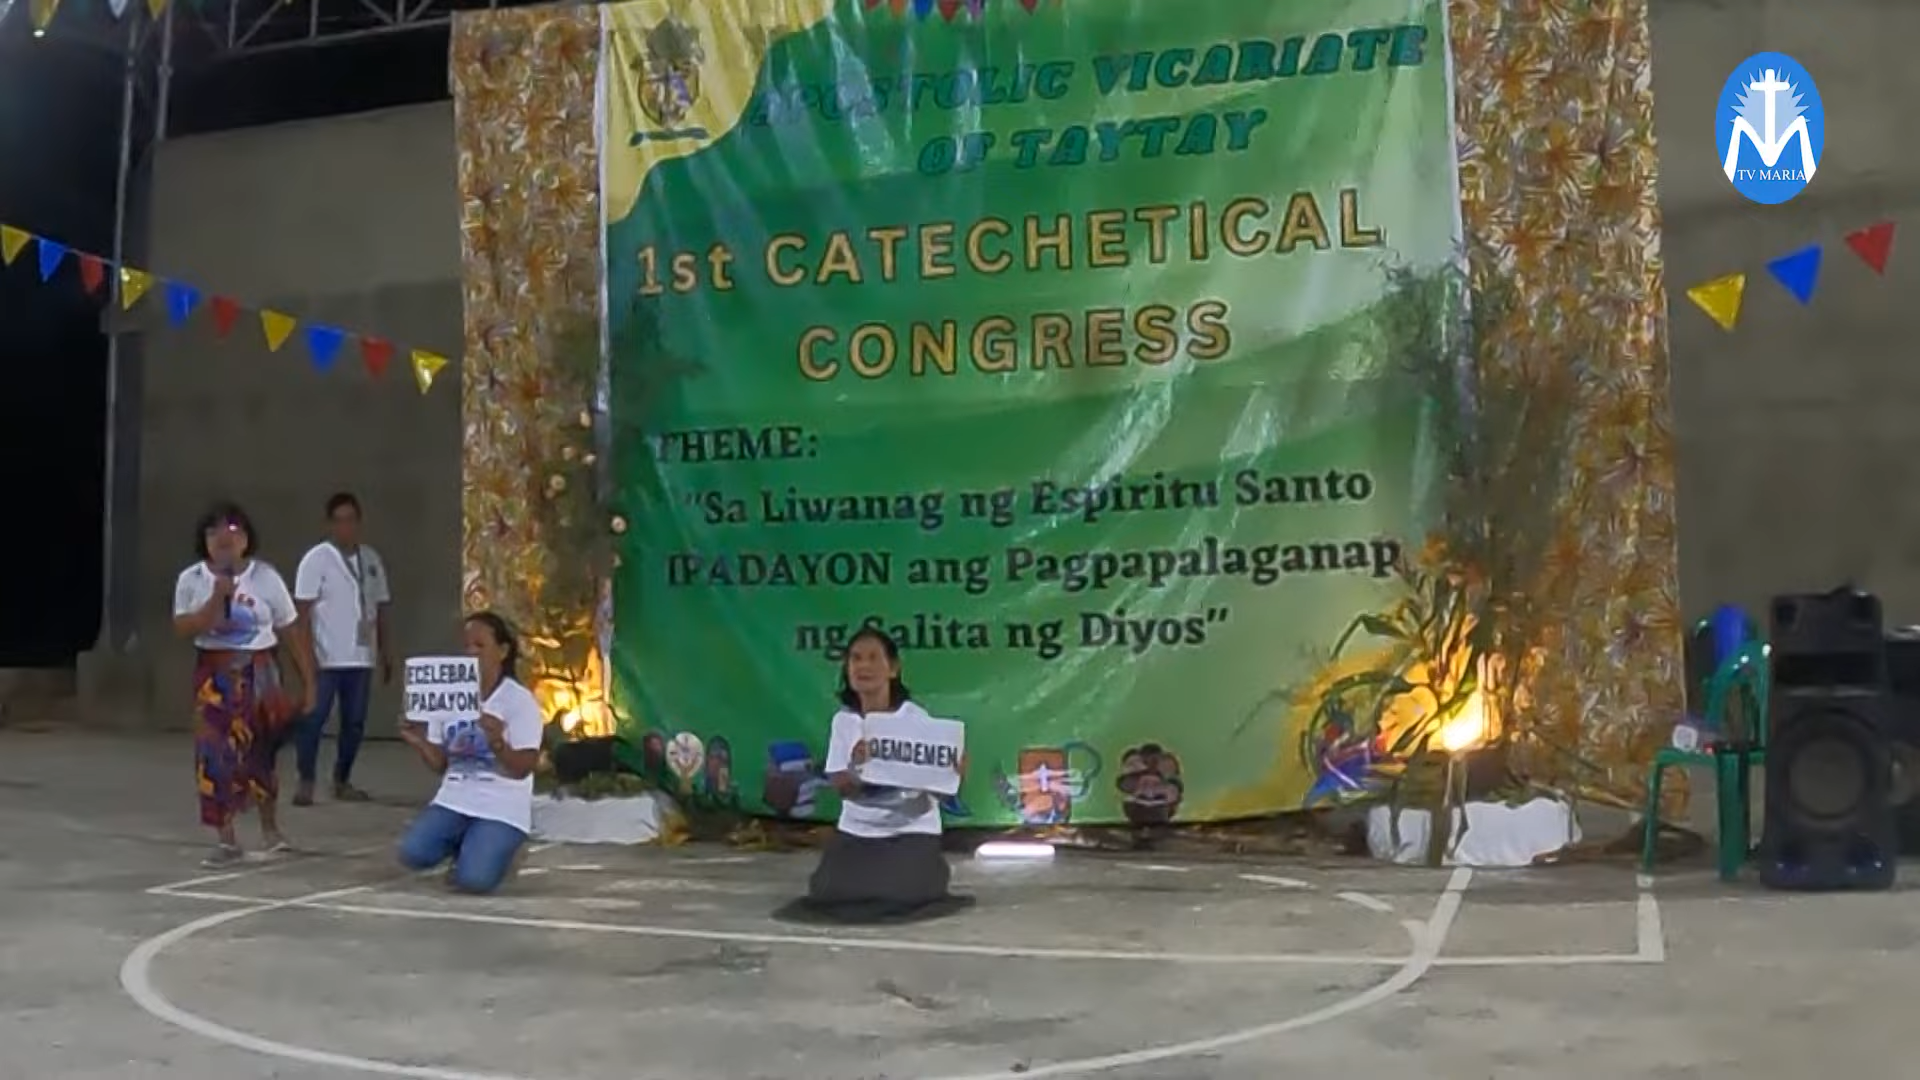 APOSTOLIC VICARIATE
OF TAYTAY
1st CATECHETICAL
CONGRESS
THEME:
"Sa Liwanag ng Espiritu Santo
IPADAYON ang Pagpapalaganap
ng Salita ng Diyos"
ECELEBRA
IPADAYON
DEMDEMEN
TV MARIA